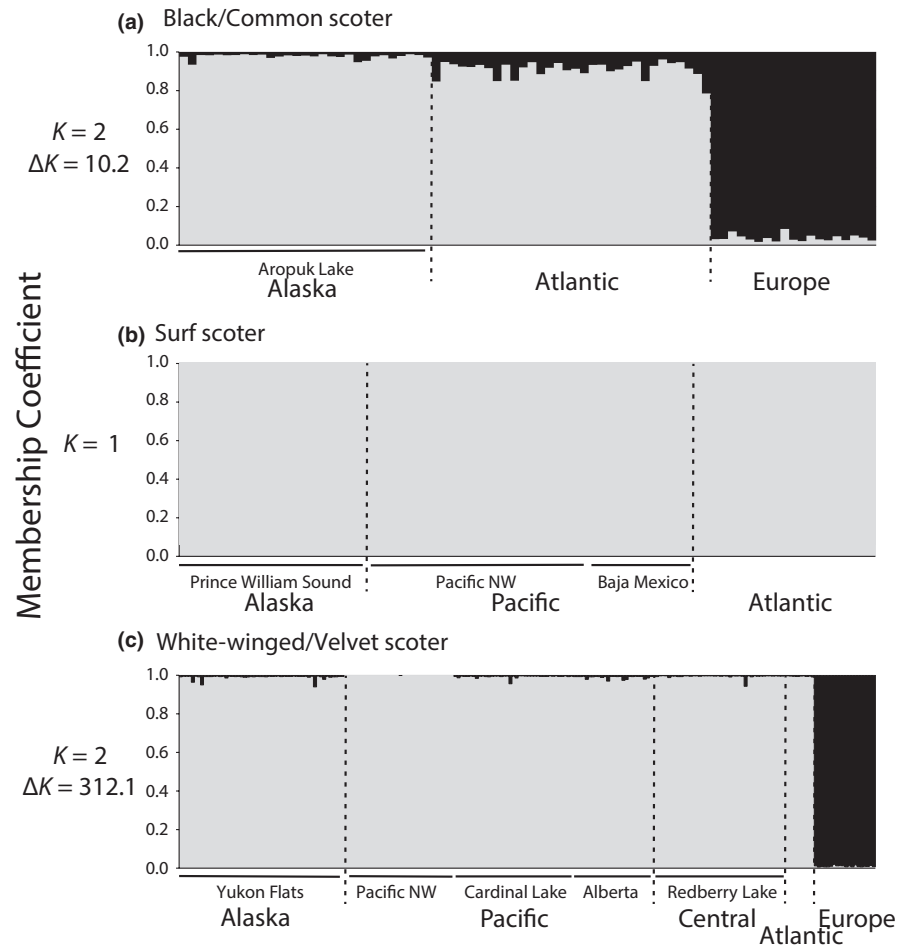 (a) Black/Common scoter
1.0
0.8
0.6
0.4
0.2
0.0
K = 2
ΔK = 10.2
Aropuk Lake
Alaska
Atlantic
Europe
Membership Coefficient
(b) Surf scoter
1.0
0.8
0.6
0.4
0.2
0.0
K = 1
Prince William Sound
Pacific NW
Baja Mexico
Alaska
Pacific
Atlantic
(c) White-winged/Velvet scoter
1.0
0.8
0.6
0.4
0.2
0.0
K = 2
ΔK = 312.1
Yukon Flats
Pacific NW
Cardinal Lake
Alberta
Redberry Lake
Alaska
Pacific
Central
Atlantic
Europe